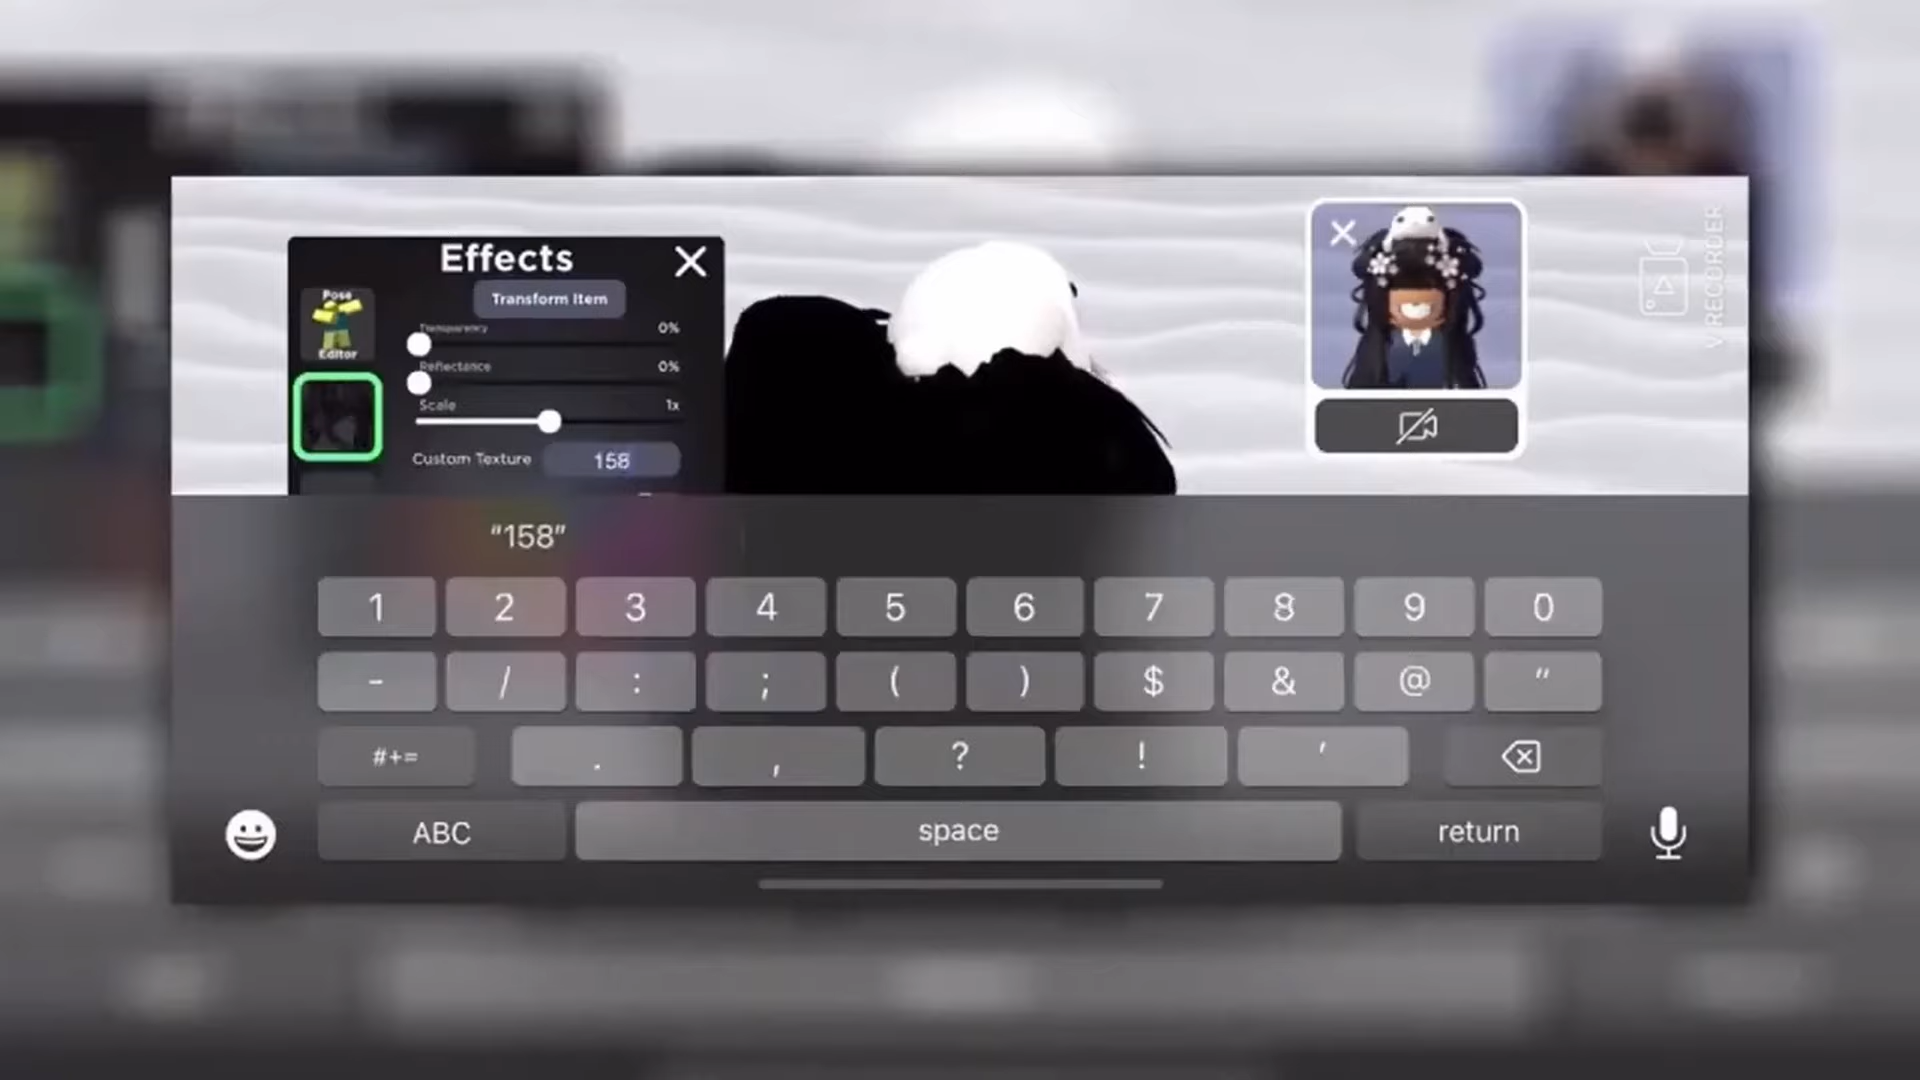 Effects
Transform Item
Pose
Editor
Transparency 0%
Reflectance 0%
Scale 1x
Custom Texture 158
VRECORDER
“158”
1 2 3 4 5 6 7 8 9 0
- / : ; ( ) $ & @ "
#+= . , ? ! '
ABC space return